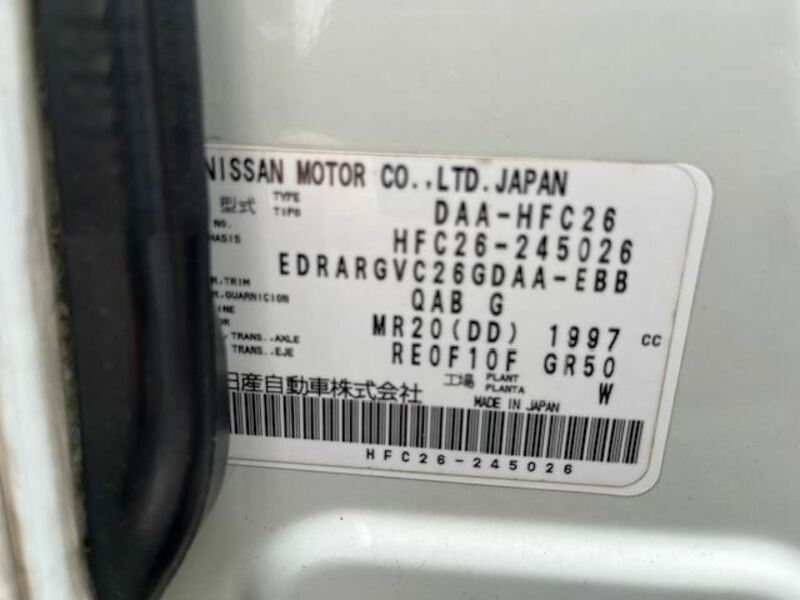 NISSAN MOTOR CO.,LTD.JAPAN
型式 TYPE TIPO DAA-HFC26
NO. HFC26-245026
EDRARGVC26GDAA-EBB
TRIM QAB G
GUARNICION
MR20(DD) 1997 cc
TRANS. AXLE RE0F10F GR50
TRANS. EJE
工場 PLANT PLANTA W
日産自動車株式会社 MADE IN JAPAN
HFC26-245026